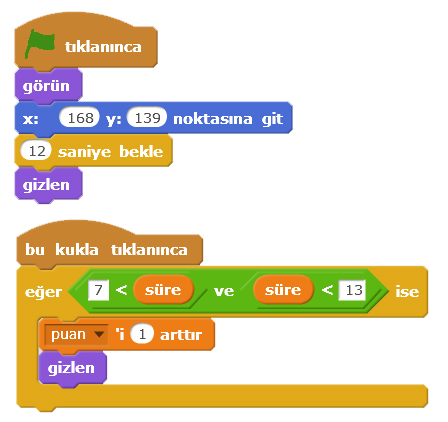 tıklanınca
görün
x: 168 y: 139 noktasına git
12 saniye bekle
gizlen
bu kukla tıklanınca
eğer 7 < süre ve süre < 13 ise
puan 'i 1 arttır
gizlen